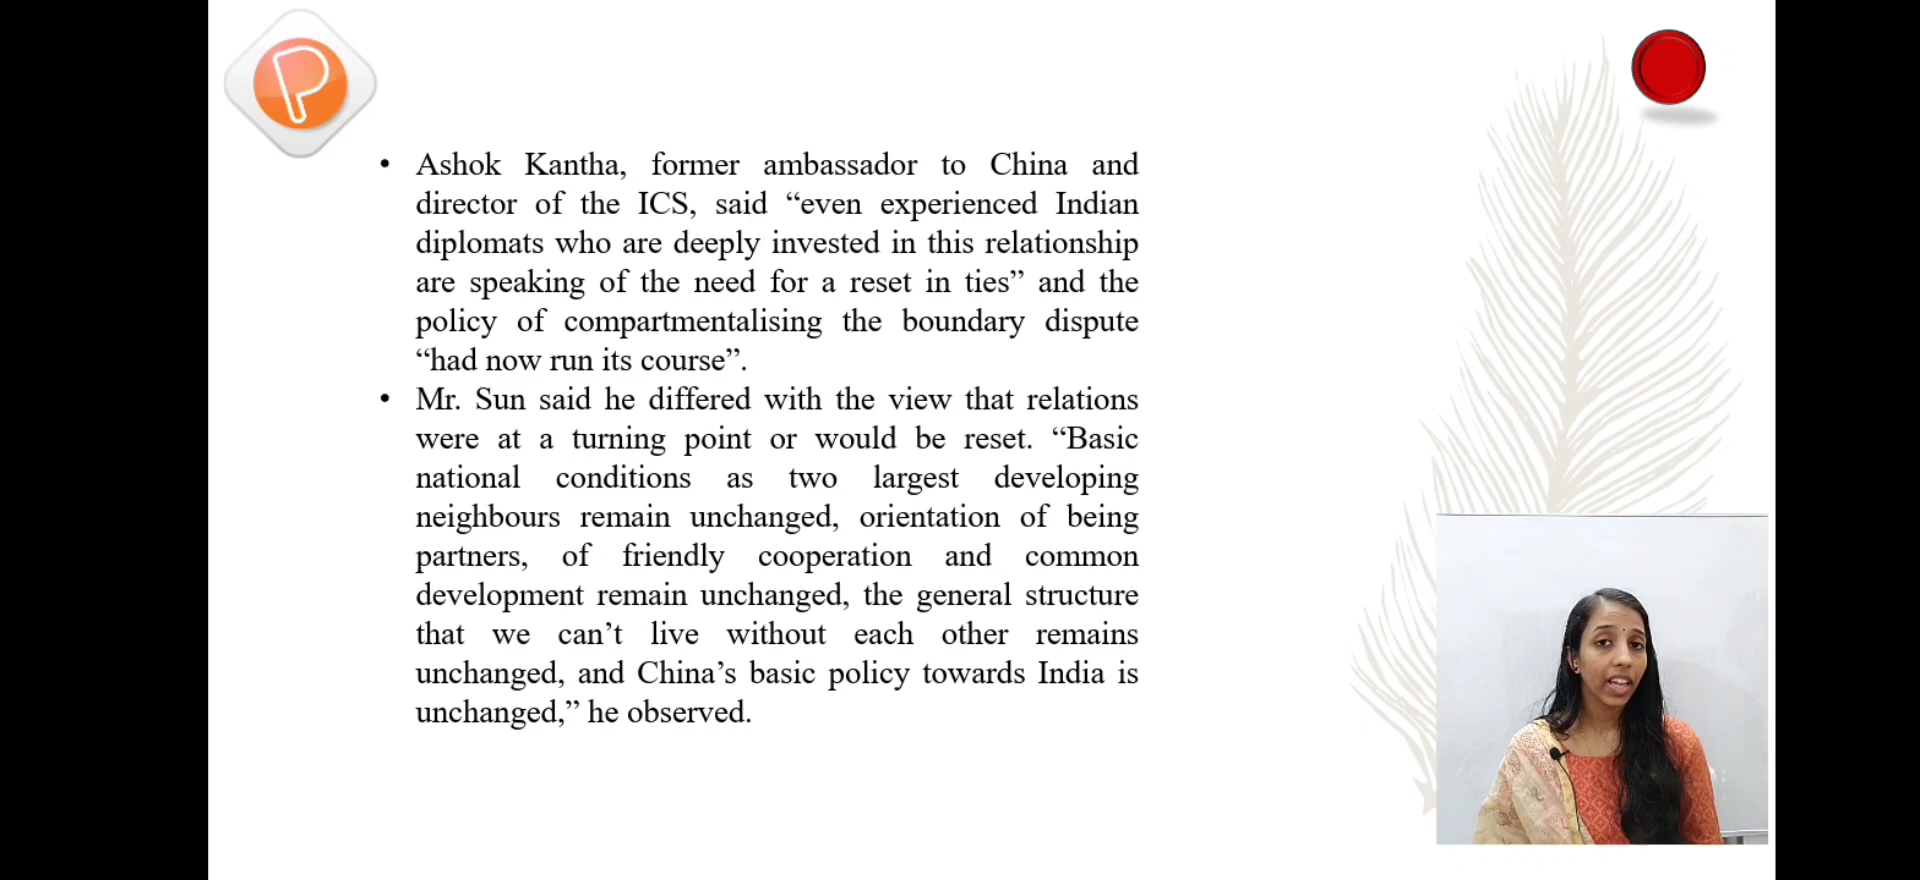 • Ashok Kantha, former ambassador to China and
director of the ICS, said “even experienced Indian
diplomats who are deeply invested in this relationship
are speaking of the need for a reset in ties” and the
policy of compartmentalising the boundary dispute
“had now run its course”.
• Mr. Sun said he differed with the view that relations
were at a turning point or would be reset. “Basic
national conditions as two largest developing
neighbours remain unchanged, orientation of being
partners, of friendly cooperation and common
development remain unchanged, the general structure
that we can’t live without each other remains
unchanged, and China’s basic policy towards India is
unchanged,” he observed.